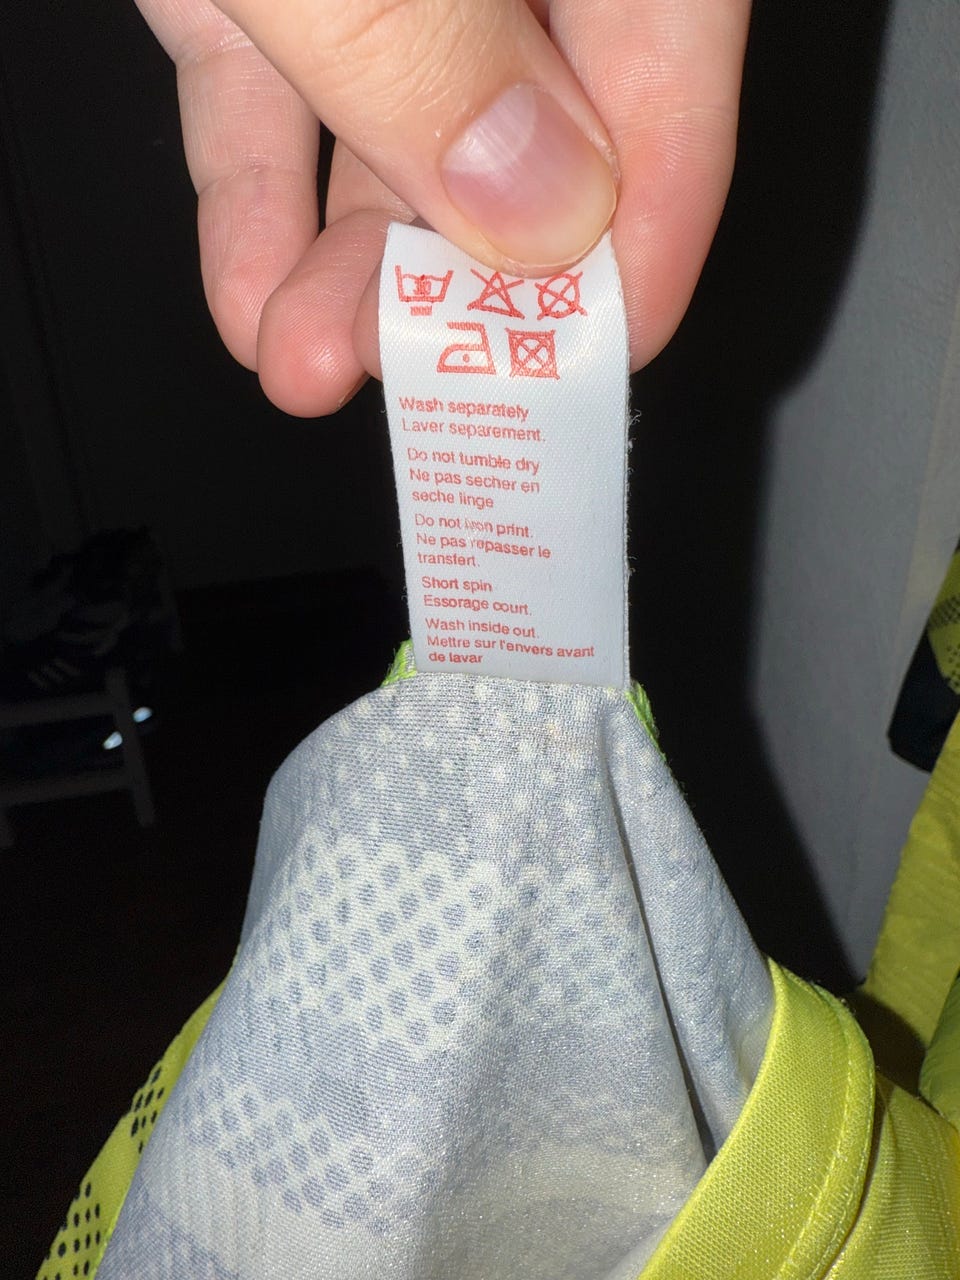 Wash separately
Laver separement.
Do not tumble dry
Ne pas secher en
seche linge
Do not iron print.
Ne pas repasser le
transfert.
Short spin
Essorage court.
Wash inside out.
Mettre sur l'envers avant
de lavar